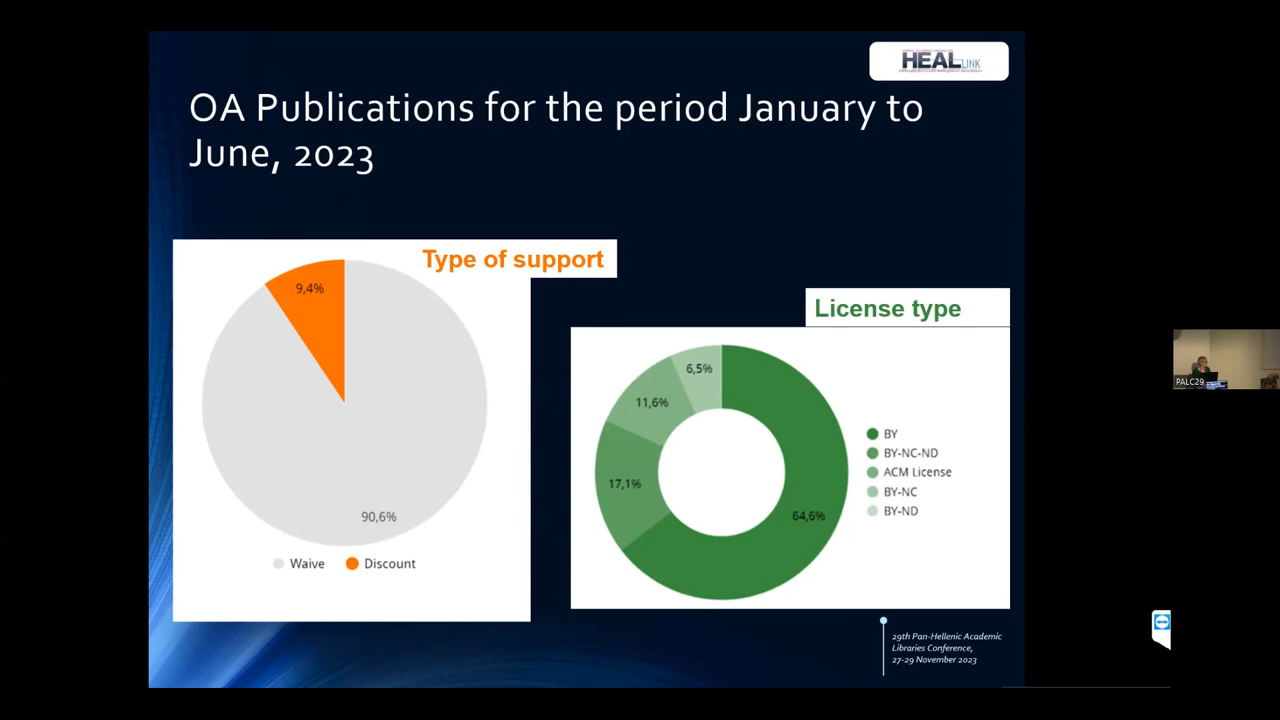 HEAL LINK
OA Publications for the period January to
June, 2023
Type of support
9,4%
90,6%
Waive
Discount
License type
6,5%
11,6%
17,1%
64,6%
BY
BY-NC-ND
ACM License
BY-NC
BY-ND
29th Pan-Hellenic Academic
Libraries Conference,
27-29 November 2023
PALC29